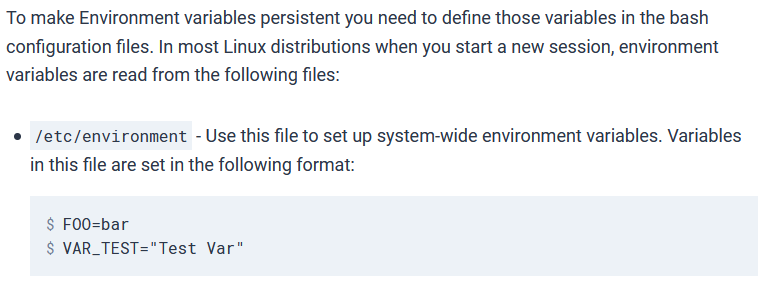 To make Environment variables persistent you need to define those variables in the bash
configuration files. In most Linux distributions when you start a new session, environment
variables are read from the following files:
• /etc/environment - Use this file to set up system-wide environment variables. Variables
in this file are set in the following format:
$ FOO=bar
$ VAR_TEST="Test Var"